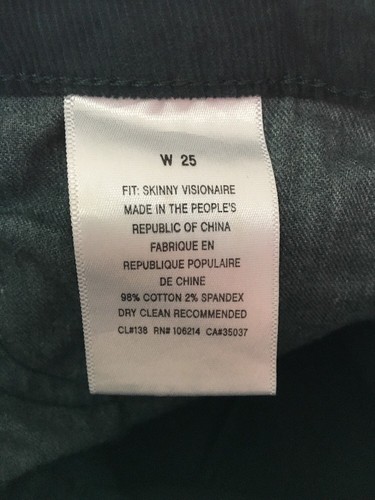 W 25
FIT: SKINNY VISIONAIRE
MADE IN THE PEOPLE'S
REPUBLIC OF CHINA
FABRIQUE EN
REPUBLIQUE POPULAIRE
DE CHINE
98% COTTON 2% SPANDEX
DRY CLEAN RECOMMENDED
CL#138 RN# 106214 CA#35037